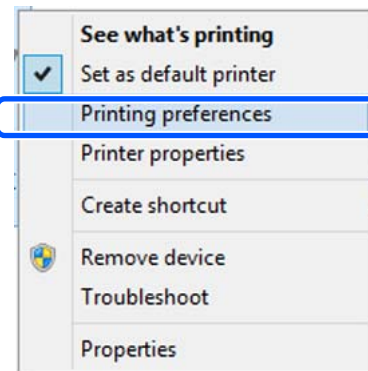 See what's printing
Set as default printer
Printing preferences
Printer properties
Create shortcut
Remove device
Troubleshoot
Properties